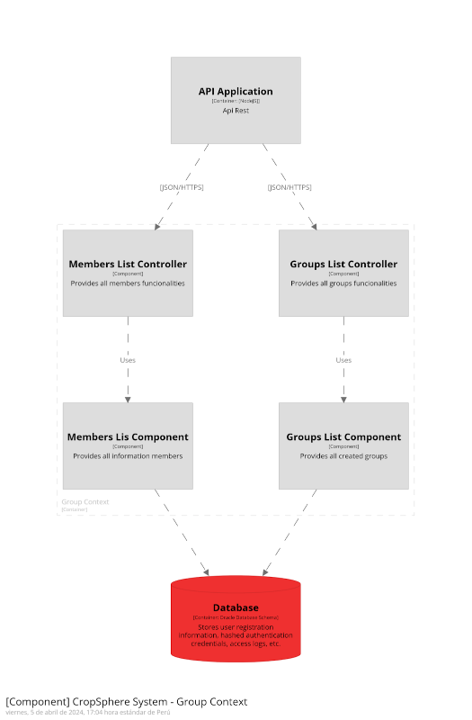 API Application
[Container: [NodeJS]]
Api Rest
[JSON/HTTPS]
[JSON/HTTPS]
Members List Controller
[Component]
Provides all members funcionalities
Groups List Controller
[Component]
Provides all groups funcionalities
Uses
Uses
Members Lis Component
[Component]
Provides all information members
Groups List Component
[Component]
Provides all created groups
Group Context
[Container]
Database
[Container: Oracle Database Schema]
Stores user registration
information, hashed authentication
credentials, access logs, etc.
[Component] CropSphere System - Group Context
viernes, 5 de abril de 2024, 17:04 hora estándar de Perú